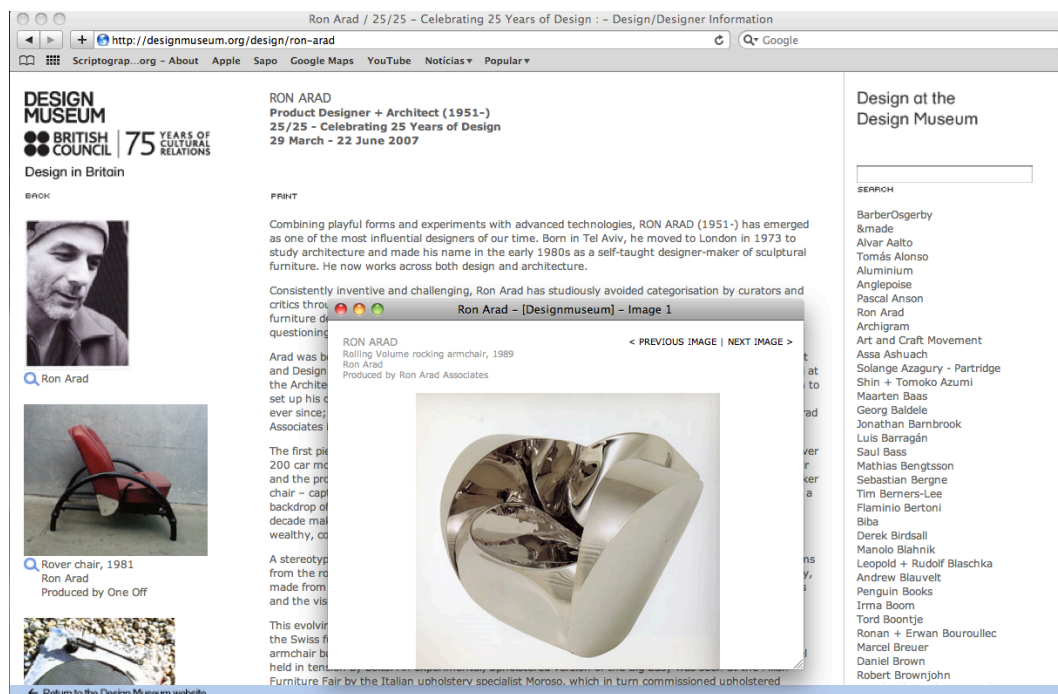 Ron Arad / 25/25 – Celebrating 25 Years of Design : – Design/Designer Information
http://designmuseum.org/design/ron-arad
Google
Scriptograp...org – About Apple Sapo Google Maps YouTube Notícias Popular
DESIGN
MUSEUM
BRITISH
COUNCIL
75 YEARS OF
CULTURAL
RELATIONS
Design in Britain
BACK
Ron Arad
Rover chair, 1981
Ron Arad
Produced by One Off
Return to the Design Museum website
RON ARAD
Product Designer + Architect (1951-)
25/25 - Celebrating 25 Years of Design
29 March - 22 June 2007
PRINT
Combining playful forms and experiments with advanced technologies, RON ARAD (1951-) has emerged
as one of the most influential designers of our time. Born in Tel Aviv, he moved to London in 1973 to
study architecture and made his name in the early 1980s as a self-taught designer-maker of sculptural
furniture. He now works across both design and architecture.
Consistently inventive and challenging, Ron Arad has studiously avoided categorisation by curators and
critics throu
furniture de
questioning
Arad was b
and Design at
the Archite to
set up his o
ever since; rad
Associates i
The first pie ver
200 car mo
and the pro ker
chair – capt a
backdrop of
decade mak
wealthy, co
A stereotyp ns
from the ro y,
made from
and the vis
This evolvin
the Swiss f
armchair bu
held in
Furniture Fair by the Italian upholstery specialist Moroso, which in turn commissioned upholstered
Ron Arad – [Designmuseum] – Image 1
RON ARAD
Rolling Volume rocking armchair, 1989
Ron Arad
Produced by Ron Arad Associates
< PREVIOUS IMAGE | NEXT IMAGE >
Design at the
Design Museum
SEARCH
BarberOsgerby
&made
Alvar Aalto
Tomás Alonso
Aluminium
Anglepoise
Pascal Anson
Ron Arad
Archigram
Art and Craft Movement
Assa Ashuach
Solange Azagury - Partridge
Shin + Tomoko Azumi
Maarten Baas
Georg Baldele
Jonathan Barnbrook
Luis Barragán
Saul Bass
Mathias Bengtsson
Sebastian Bergne
Tim Berners-Lee
Flaminio Bertoni
Biba
Derek Birdsall
Manolo Blahnik
Leopold + Rudolf Blaschka
Andrew Blauvelt
Penguin Books
Irma Boom
Tord Boontje
Ronan + Erwan Bouroullec
Marcel Breuer
Daniel Brown
Robert Brownjohn